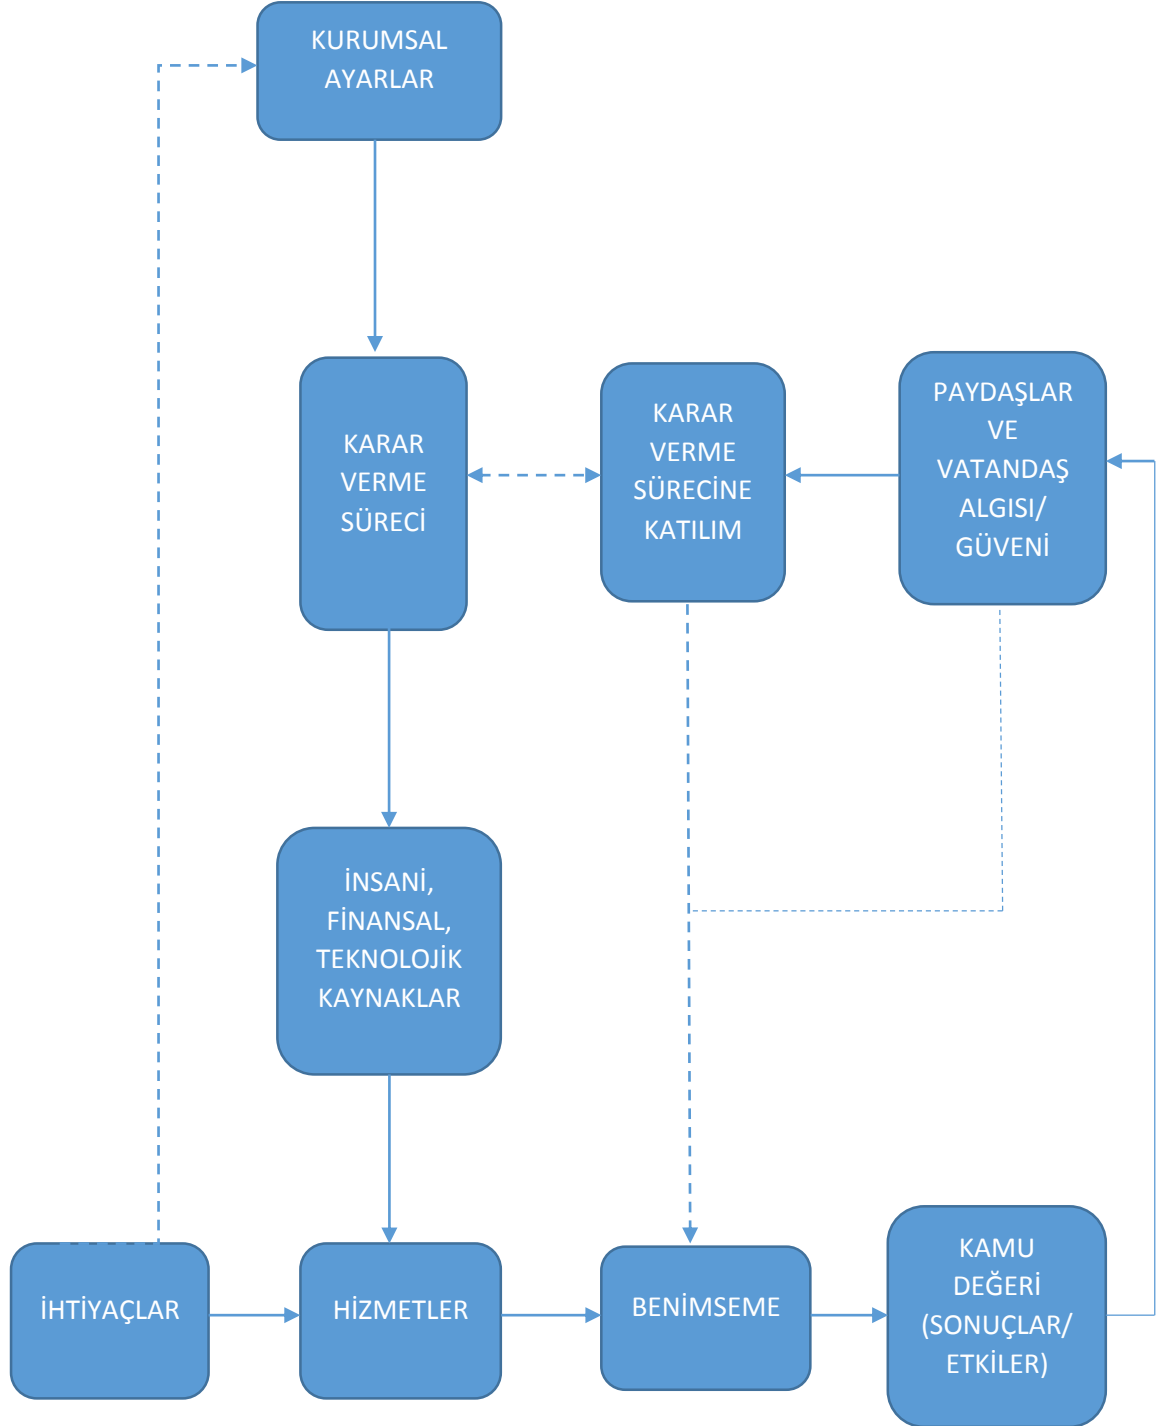 KURUMSAL
AYARLAR
KARAR
VERME
SÜRECİ
KARAR
VERME
SÜRECİNE
KATILIM
PAYDAŞLAR
VE
VATANDAŞ
ALGISI/
GÜVENİ
İNSANİ,
FİNANSAL,
TEKNOLOJİK
KAYNAKLAR
İHTİYAÇLAR
HİZMETLER
BENİMSEME
KAMU
DEĞERİ
(SONUÇLAR/
ETKİLER)